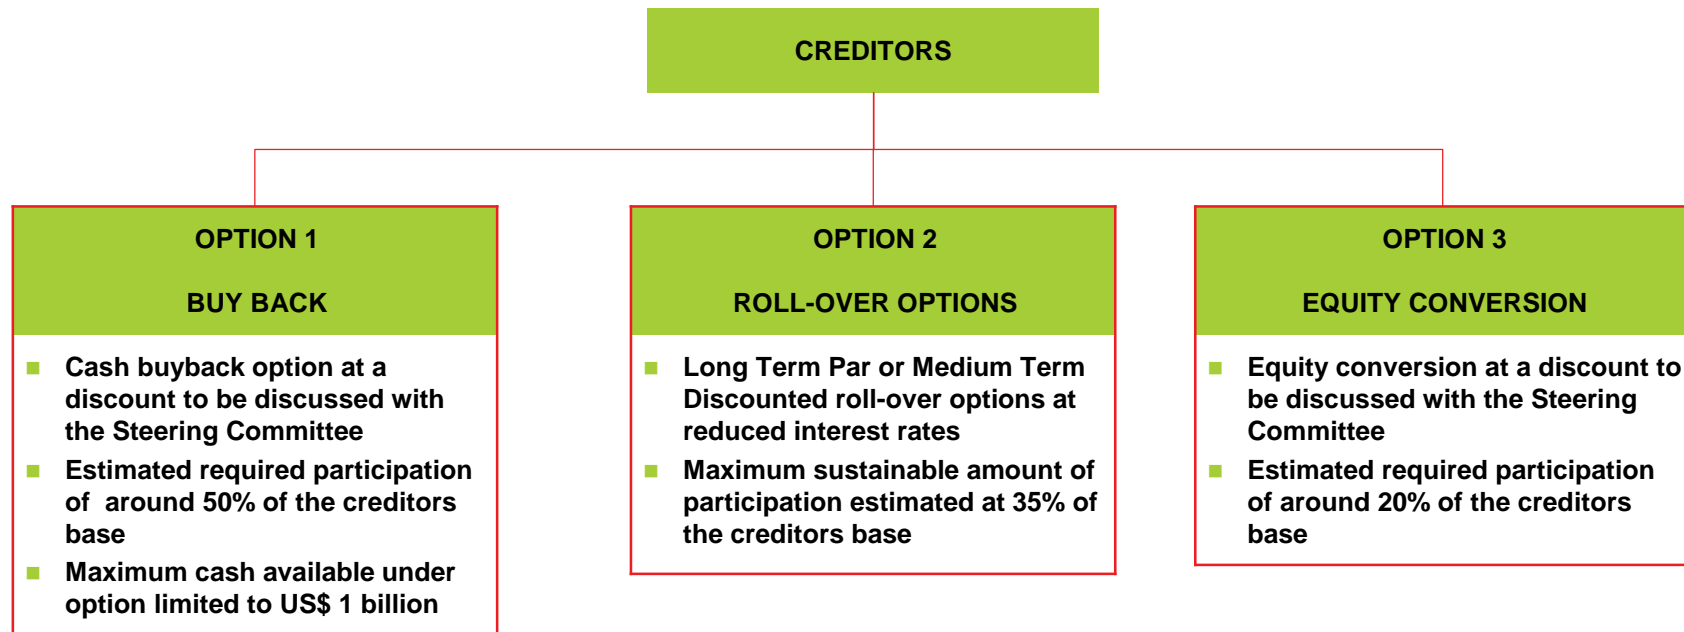 CREDITORS
OPTION 1
BUY BACK
Cash buyback option at a
discount to be discussed with
the Steering Committee
Estimated required participation
of around 50% of the creditors
base
Maximum cash available under
option limited to US$ 1 billion
OPTION 2
ROLL-OVER OPTIONS
Long Term Par or Medium Term
Discounted roll-over options at
reduced interest rates
Maximum sustainable amount of
participation estimated at 35% of
the creditors base
OPTION 3
EQUITY CONVERSION
Equity conversion at a discount to
be discussed with the Steering
Committee
Estimated required participation
of around 20% of the creditors
base